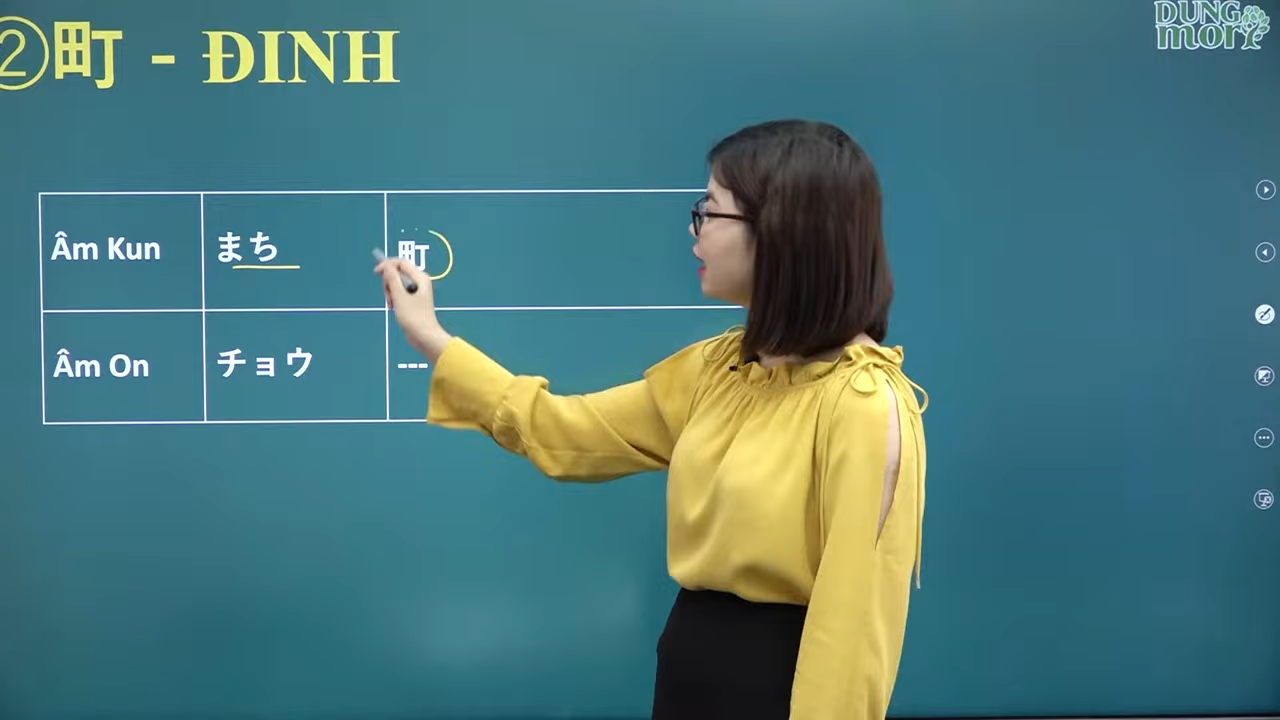 ②町 - ĐINH
DUNG
mori
Âm Kun まち 町
Âm On チョウ ---